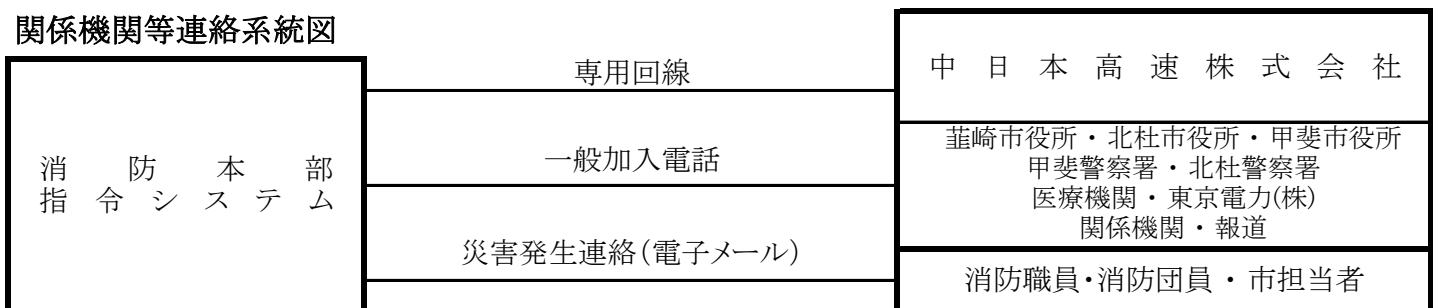 関係機関等連絡系統図
消防本部
指令システム
専用回線
一般加入電話
災害発生連絡(電子メール)
中日本高速株式会社
韮崎市役所・北杜市役所・甲斐市役所
甲斐警察署・北杜警察署
医療機関・東京電力(株)
関係機関・報道
消防職員・消防団員・市担当者